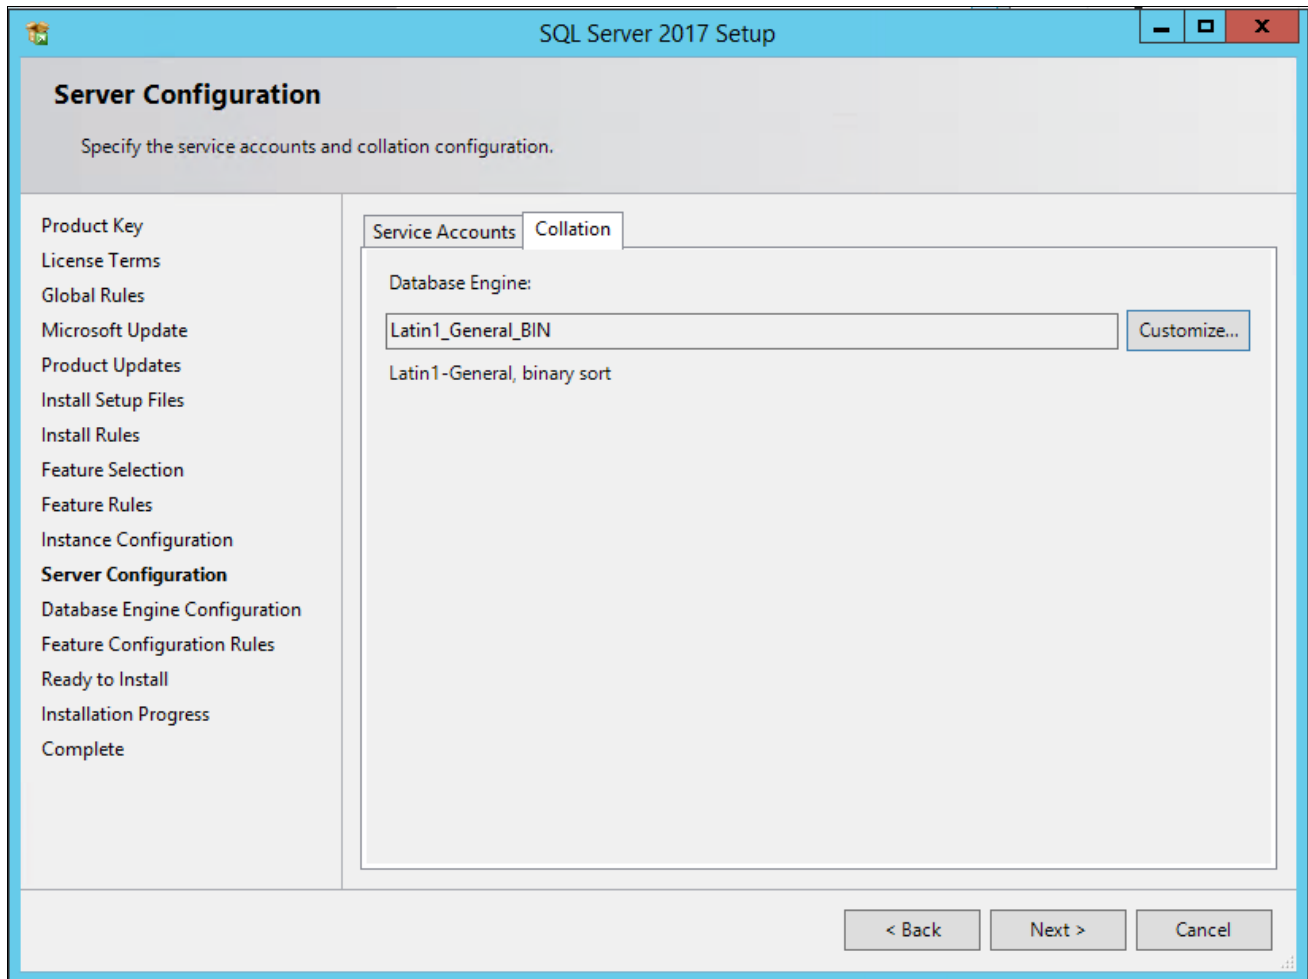 SQL Server 2017 Setup
Server Configuration
Specify the service accounts and collation configuration.
Product Key
License Terms
Global Rules
Microsoft Update
Product Updates
Install Setup Files
Install Rules
Feature Selection
Feature Rules
Instance Configuration
Server Configuration
Database Engine Configuration
Feature Configuration Rules
Ready to Install
Installation Progress
Complete
Service Accounts Collation
Database Engine:
Latin1_General_BIN Customize...
Latin1-General, binary sort
< Back Next > Cancel